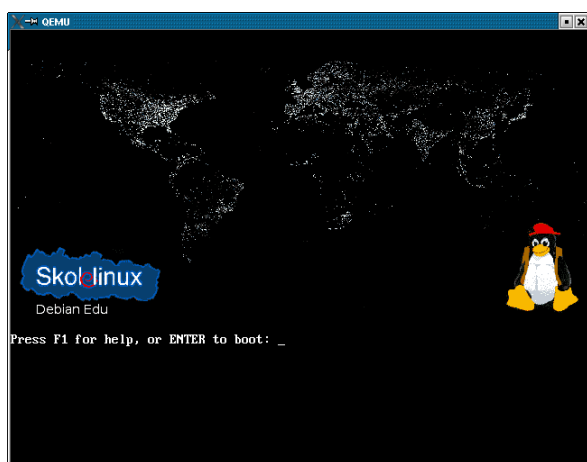 QEMU
Skolelinux
Debian Edu
Press F1 for help, or ENTER to boot: _